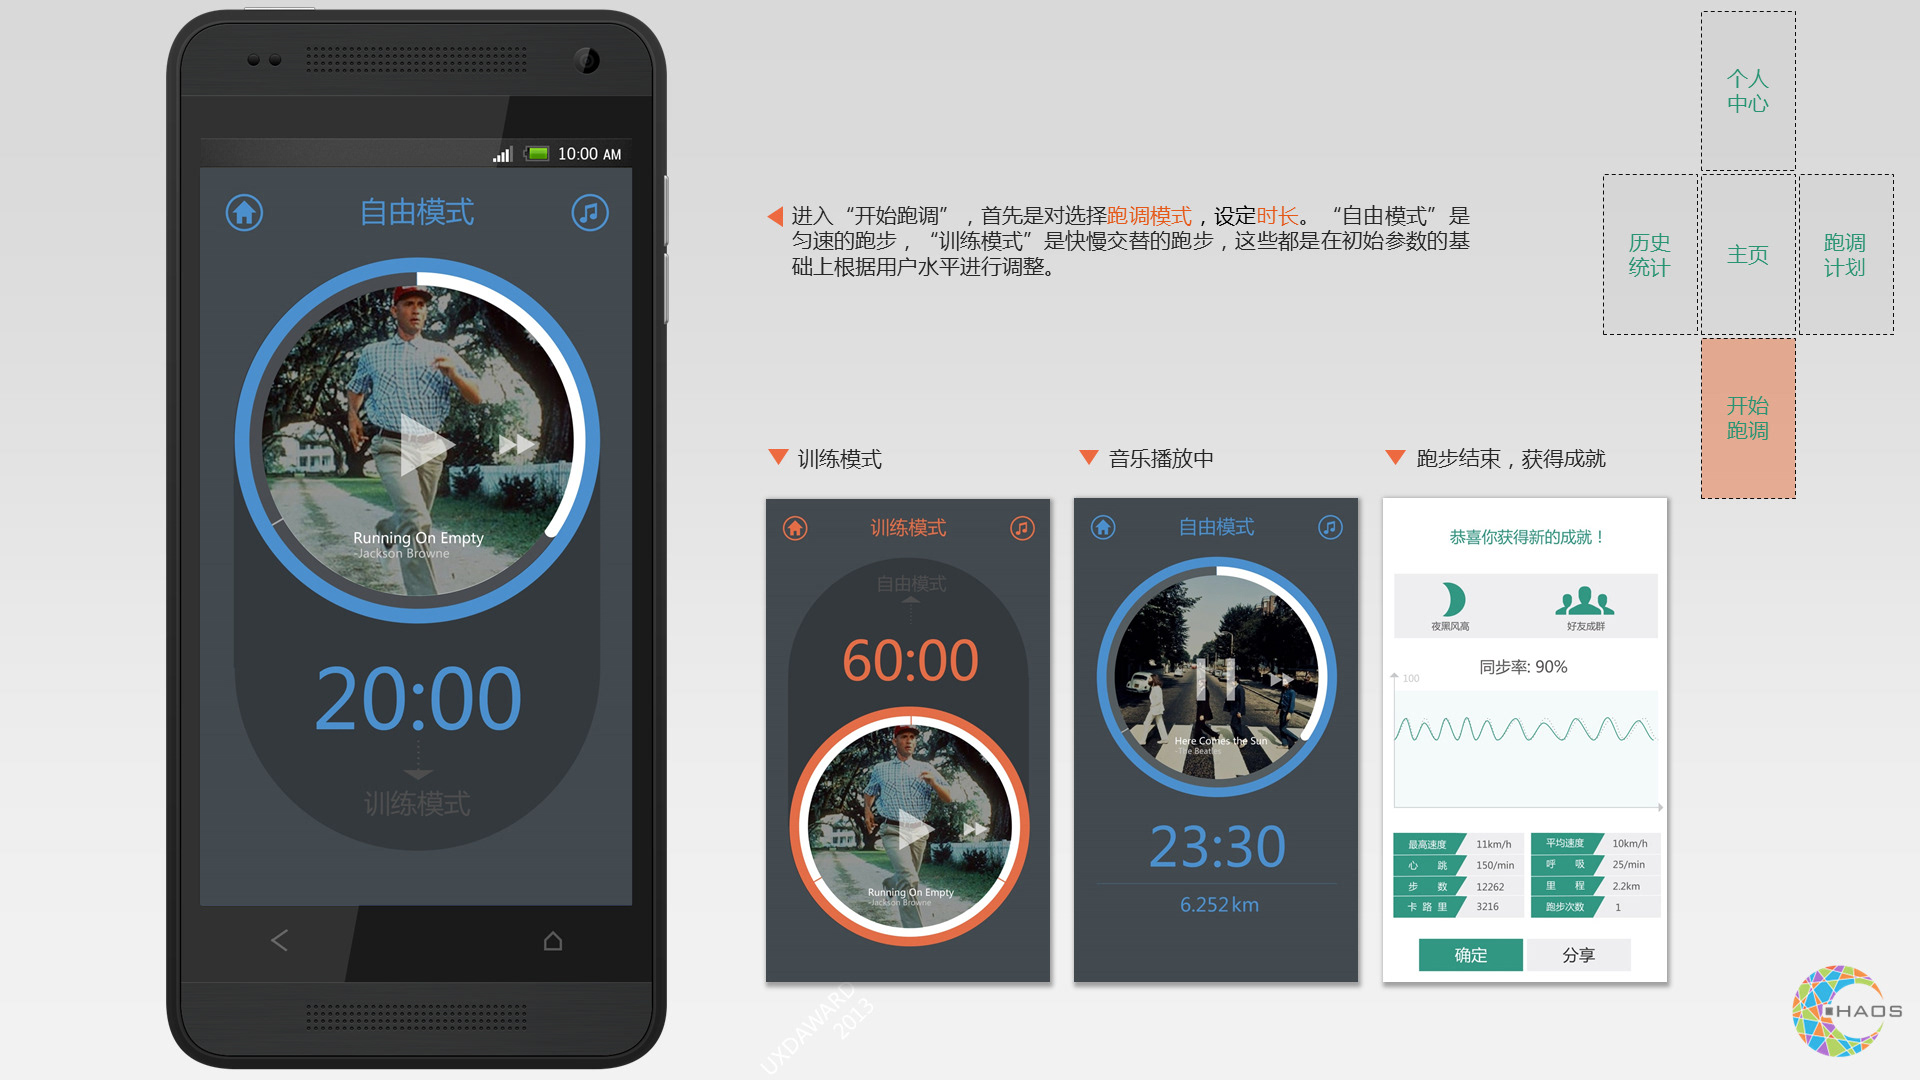 10:00 AM
自由模式
Running On Empty
-Jackson Browne
20:00
训练模式
进入“开始跑调”，首先是对选择跑调模式，设定时长。“自由模式”是
匀速的跑步，“训练模式”是快慢交替的跑步，这些都是在初始参数的基
础上根据用户水平进行调整。
个人
中心
历史
统计
主页
跑调
计划
开始
跑调
训练模式
训练模式
自由模式
60:00
Running On Empty
-Jackson Browne
音乐播放中
自由模式
Here Comes the Sun
-The Beatles
23:30
6.252km
跑步结束，获得成就
恭喜你获得新的成就！
夜黑风高
好友成群
同步率: 90%
100
最高速度 11km/h
平均速度 10km/h
心 跳 150/min
呼 吸 25/min
步 数 12262
里 程 2.2km
卡 路 里 3216
跑步次数 1
确定
分享
UXDAWARD
2013
CHAOS